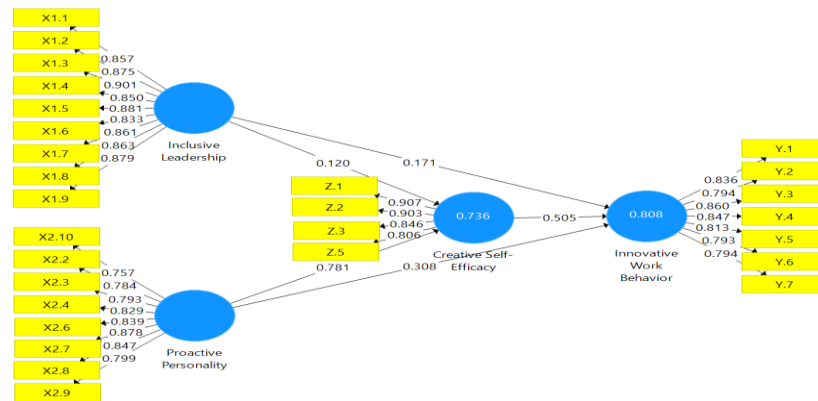 X1.1
X1.2
X1.3
X1.4
X1.5
X1.6
X1.7
X1.8
X1.9
0.857
0.875
0.901
0.850
0.881
0.833
0.861
0.863
0.879
Inclusive
Leadership
0.120
0.171
Z.1
Z.2
Z.3
Z.5
0.907
0.903
0.846
0.806
0.736
Creative Self-
Efficacy
0.505
0.781
0.308
X2.10
X2.2
X2.3
X2.4
X2.6
X2.7
X2.8
X2.9
0.757
0.784
0.793
0.829
0.839
0.878
0.847
0.799
Proactive
Personality
0.808
Innovative
Work
Behavior
0.836
0.794
0.860
0.847
0.813
0.793
0.794
Y.1
Y.2
Y.3
Y.4
Y.5
Y.6
Y.7